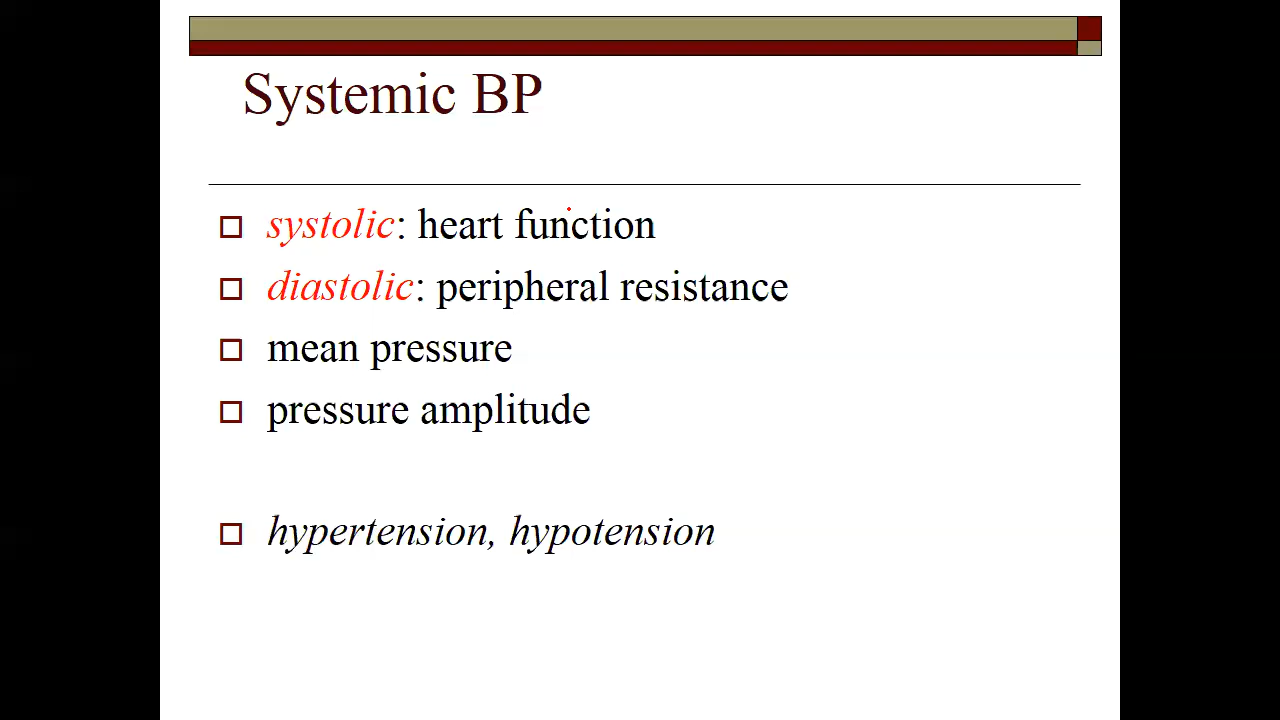 Systemic BP
systolic: heart function
diastolic: peripheral resistance
mean pressure
pressure amplitude
hypertension, hypotension